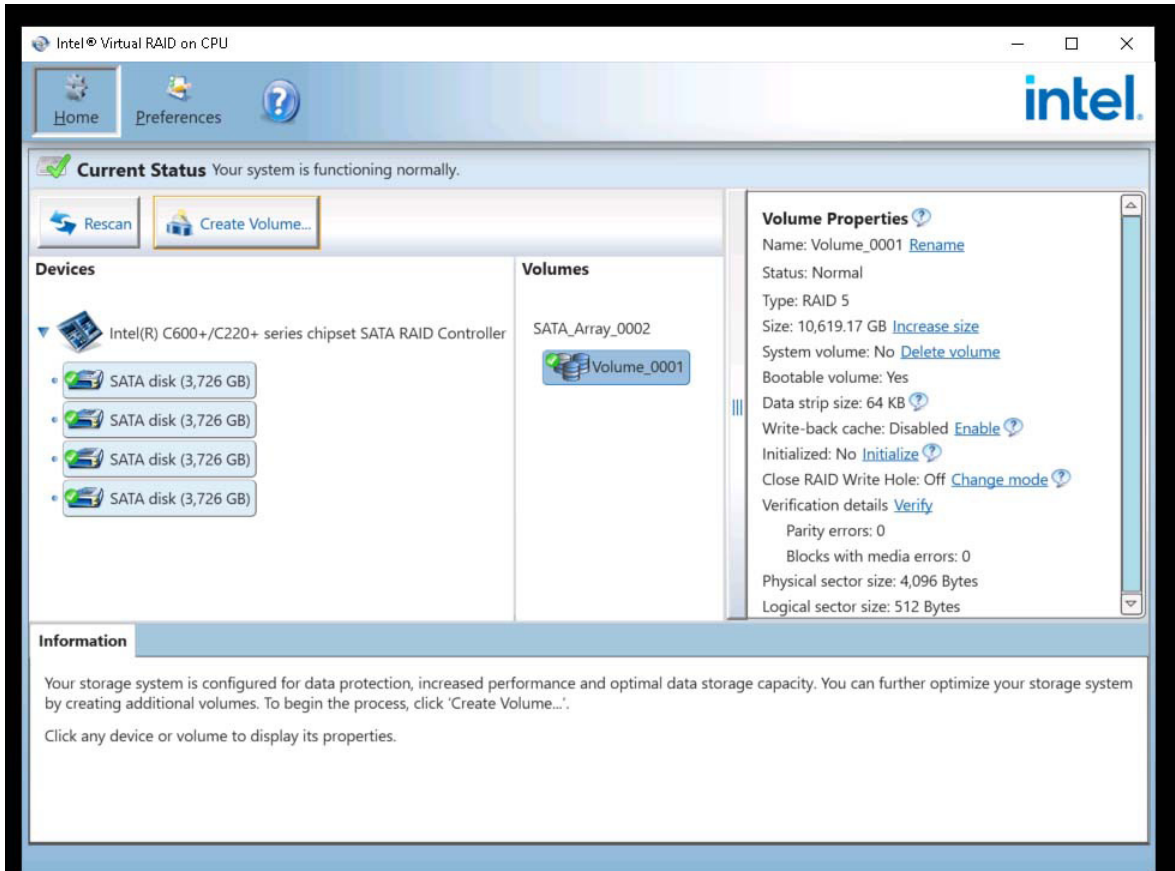 Intel® Virtual RAID on CPU
Home
Preferences
intel.
Current Status Your system is functioning normally.
Rescan
Create Volume...
Devices
Intel(R) C600+/C220+ series chipset SATA RAID Controller
SATA disk (3,726 GB)
SATA disk (3,726 GB)
SATA disk (3,726 GB)
SATA disk (3,726 GB)
Volumes
SATA_Array_0002
Volume_0001
Volume Properties
Name: Volume_0001 Rename
Status: Normal
Type: RAID 5
Size: 10,619.17 GB Increase size
System volume: No Delete volume
Bootable volume: Yes
Data strip size: 64 KB
Write-back cache: Disabled Enable
Initialized: No Initialize
Close RAID Write Hole: Off Change mode
Verification details Verify
Parity errors: 0
Blocks with media errors: 0
Physical sector size: 4,096 Bytes
Logical sector size: 512 Bytes
Information
Your storage system is configured for data protection, increased performance and optimal data storage capacity. You can further optimize your storage system
by creating additional volumes. To begin the process, click 'Create Volume...'.
Click any device or volume to display its properties.